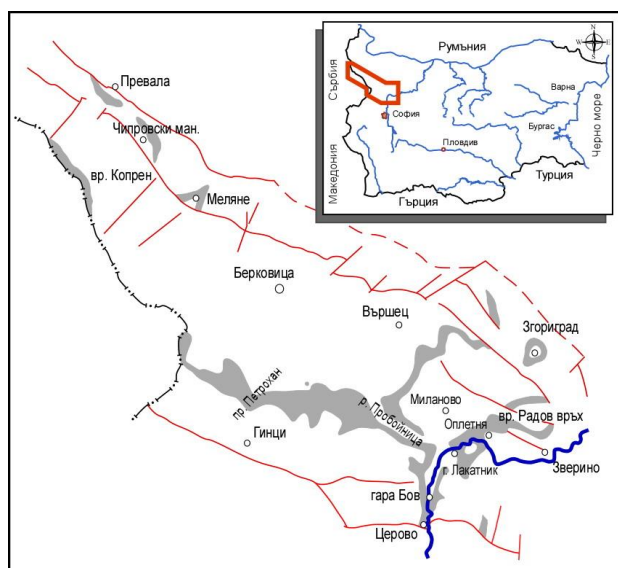 Превала
Чипровски ман.
вр. Копрен
Меляне
Берковица
Вършец
Згориград
пр. Петрохан
р. Пробойница
Милановo
вр. Радов връх
Оплетня
Гинци
г. Лакатник
Зверино
гара Бов
Церово
Румъния
N
W E
S
Сърбия
Варна
София
Бургас
Черно море
Пловдив
Македония
Турция
Гърция